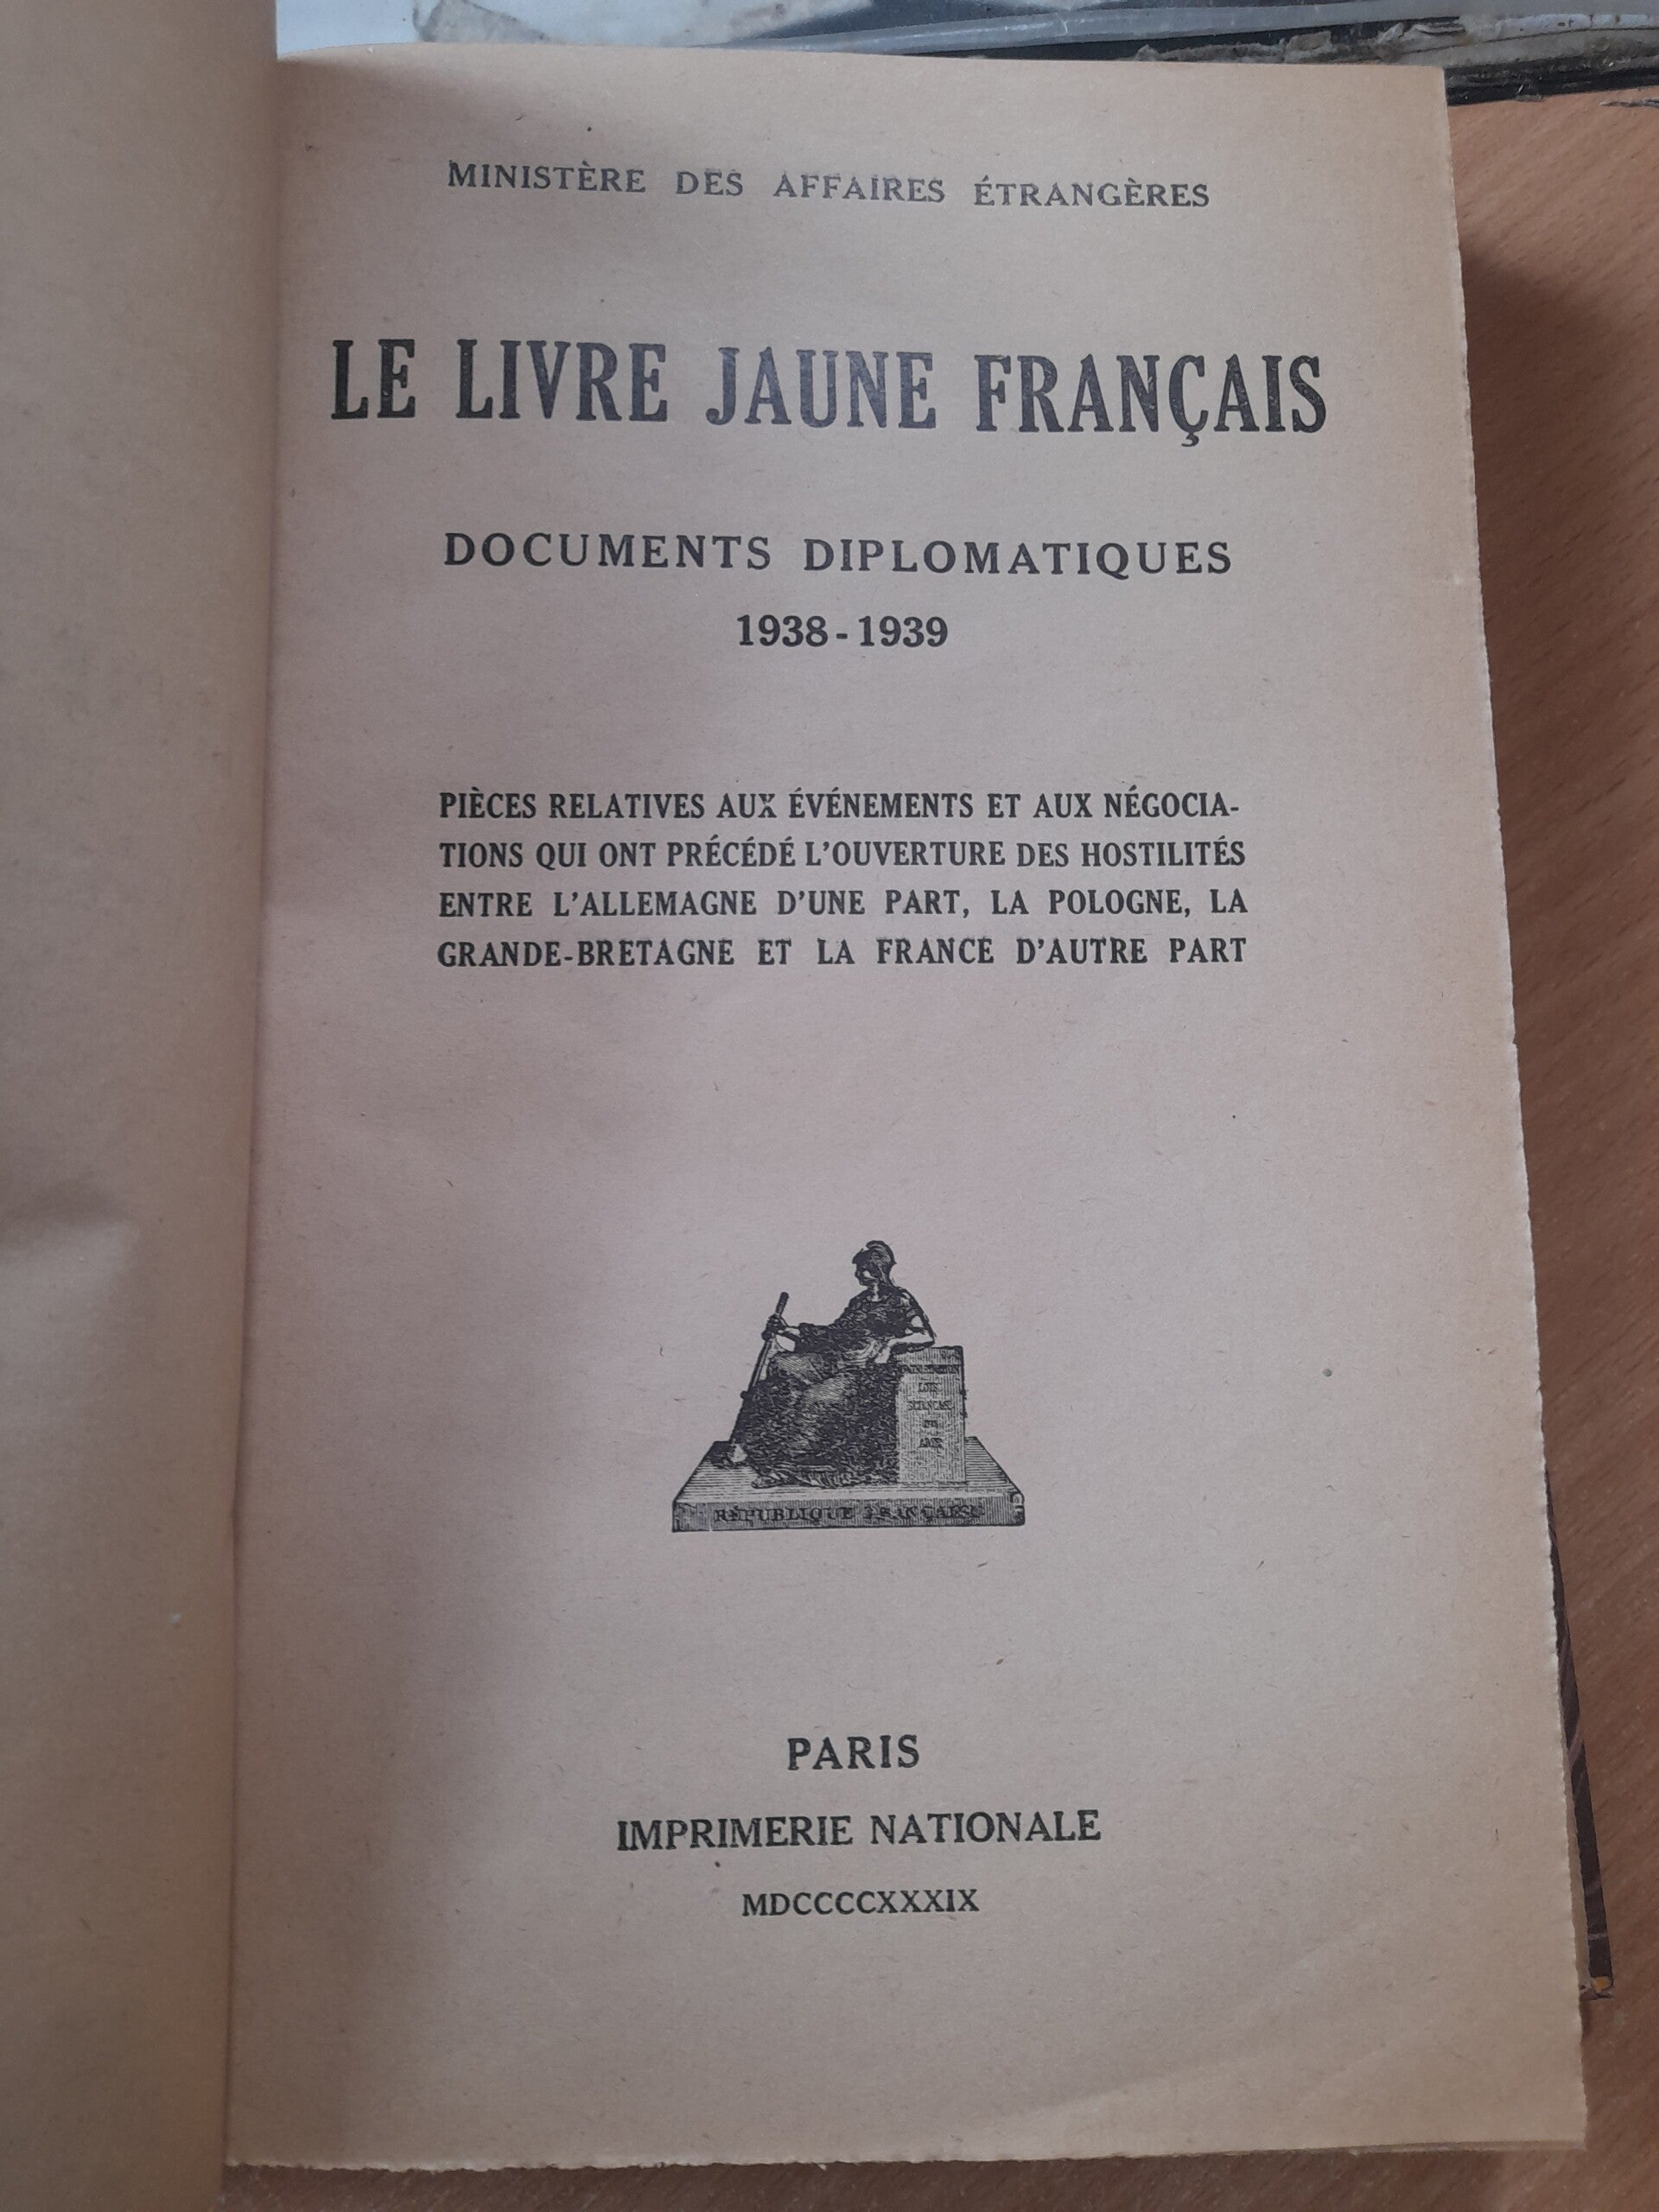 MINISTÈRE DES AFFAIRES ÉTRANGÈRES
LE LIVRE JAUNE FRANÇAIS
DOCUMENTS DIPLOMATIQUES
1938-1939
PIÈCES RELATIVES AUX ÉVÉNEMENTS ET AUX NÉGOCIA-
TIONS QUI ONT PRÉCÉDÉ L'OUVERTURE DES HOSTILITÉS
ENTRE L'ALLEMAGNE D'UNE PART, LA POLOGNE, LA
GRANDE-BRETAGNE ET LA FRANCE D'AUTRE PART
LOIS
RÉPUBLIQUE FRANÇAISE
PARIS
IMPRIMERIE NATIONALE
MDCCCCXXXIX